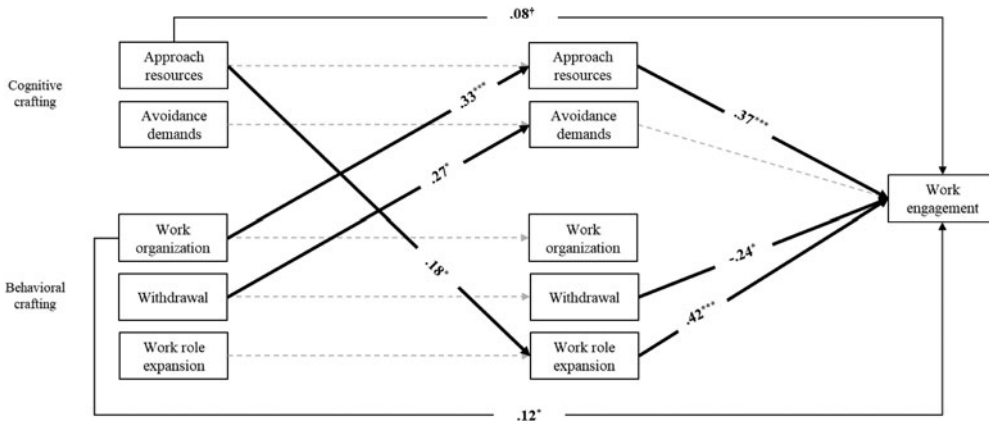 .08†
Cognitive
crafting
Approach
resources
Avoidance
demands
Approach
resources
Avoidance
demands
.33***
.27*
.37***
Work
engagement
Behavioral
crafting
Work
organization
Withdrawal
Work role
expansion
.18*
Work
organization
Withdrawal
Work role
expansion
-.24*
.42***
.12*